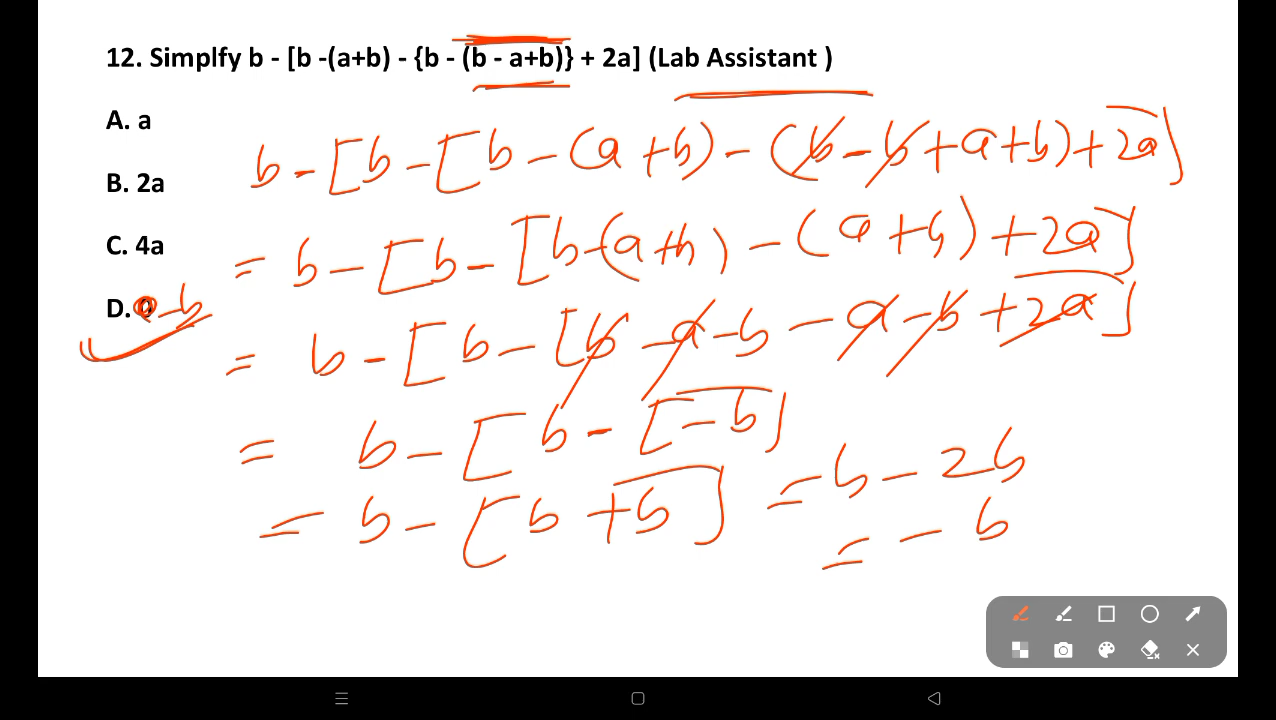 12. Simplfy b - [b -(a+b) - {b - (b - a+b)} + 2a] (Lab Assistant )
A. a
b - [b - [b - (a + b) - (b - b + a + b) + 2a]
B. 2a
= b - [b - [b - (a + b) - (a + b) + 2a]
C. 4a
D. - b
= b - [b - [b - a - b - a - b + 2a]
= b - [b - [- b]
= b - [b + b] = b - 2b
= - b